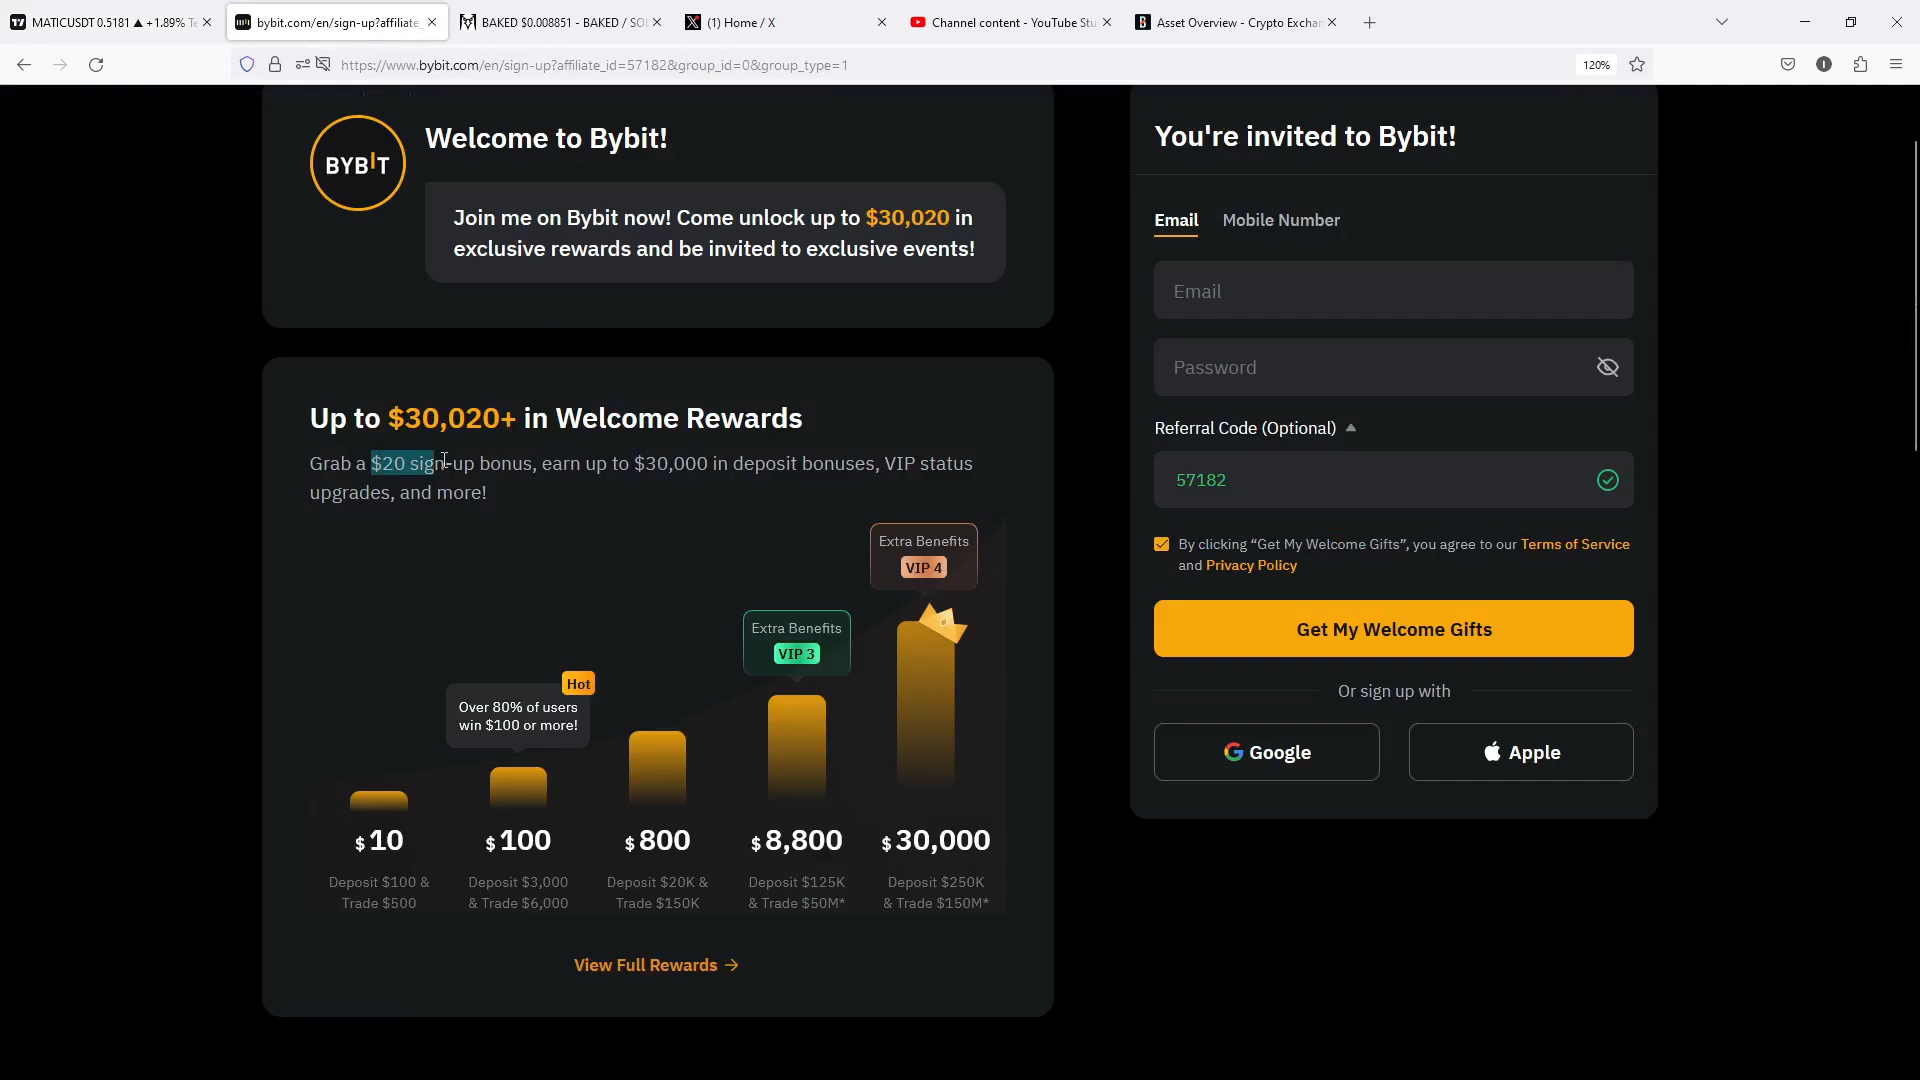 MATICUSDT 0.5181 ▲ +1.89%
bybit.com/en/sign-up?affiliate_
BAKED $0.008851 - BAKED / SO
(1) Home / X
Channel content - YouTube Stu
Asset Overview - Crypto Exchan
https://www.bybit.com/en/sign-up?affiliate_id=57182&group_id=0&group_type=1
120%
BYBIT
Welcome to Bybit!
Join me on Bybit now! Come unlock up to $30,020 in
exclusive rewards and be invited to exclusive events!
Up to $30,020+ in Welcome Rewards
Grab a $20 sign-up bonus, earn up to $30,000 in deposit bonuses, VIP status
upgrades, and more!
Extra Benefits
VIP 4
Extra Benefits
VIP 3
Hot
Over 80% of users
win $100 or more!
$10
$100
$800
$8,800
$30,000
Deposit $100 &
Trade $500
Deposit $3,000
& Trade $6,000
Deposit $20K &
Trade $150K
Deposit $125K
& Trade $50M*
Deposit $250K
& Trade $150M*
View Full Rewards →
You're invited to Bybit!
Email
Mobile Number
Email
Password
Referral Code (Optional)
57182
By clicking “Get My Welcome Gifts”, you agree to our Terms of Service
and Privacy Policy
Get My Welcome Gifts
Or sign up with
Google
Apple